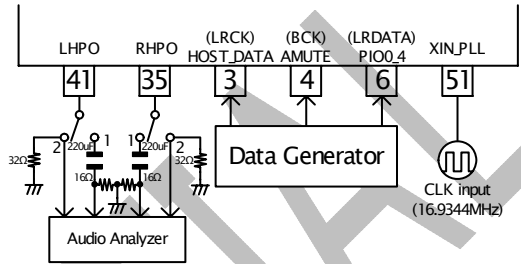 (LRCK) (BCK) (LRDATA)
LHPO RHPO HOST_DATA AMUTE PIO0_4 XIN_PLL
41 35 3 4 6 51
2 220uF 1 1 220uF 2
32Ω 32Ω
16Ω 16Ω
Data Generator
CLK input
(16.9344MHz)
Audio Analyzer